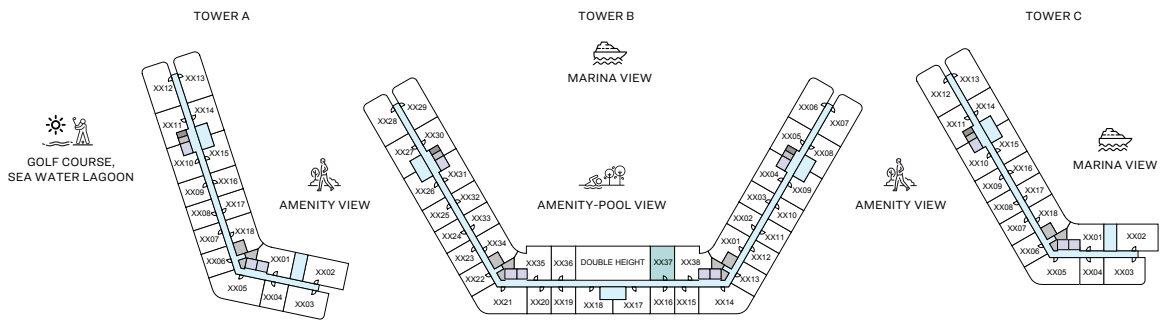 TOWER A
TOWER B
TOWER C
MARINA VIEW
GOLF COURSE,
SEA WATER LAGOON
AMENITY VIEW
AMENITY-POOL VIEW
AMENITY VIEW
MARINA VIEW
XX13
XX12
XX14
XX11
XX15
XX10
XX16
XX09
XX17
XX08
XX18
XX07
XX06
XX01
XX02
XX05
XX04
XX03
XX29
XX28
XX30
XX27
XX31
XX26
XX32
XX25
XX33
XX24
XX34
XX23
XX22
XX35
XX36
DOUBLE HEIGHT
XX37
XX38
XX21
XX20
XX19
XX18
XX17
XX16
XX15
XX14
XX06
XX07
XX05
XX08
XX04
XX09
XX03
XX10
XX02
XX11
XX01
XX12
XX13
XX13
XX12
XX14
XX11
XX15
XX10
XX16
XX09
XX17
XX08
XX18
XX07
XX06
XX01
XX02
XX05
XX04
XX03